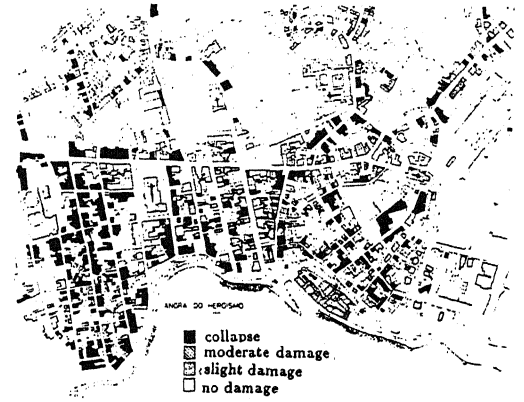 ANGRA DO HEROISMO
collapse
moderate damage
slight damage
no damage